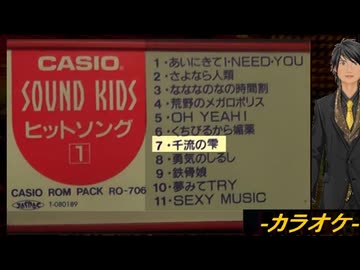 CASIO
SOUND KIDS
ヒットソング
1
CASIO ROM PACK RO-706
T-080189
1・あいにきてI・NEED・YOU
2・さよなら人類
3・なななのなの時間割
4・荒野のメガロポリス
5・OH YEAH!
6・くちびるから媚薬
7・千流の雫
8・勇気のしるし
9・鉄骨娘
10・夢みてTRY
11・SEXY MUSIC
-カラオケ-